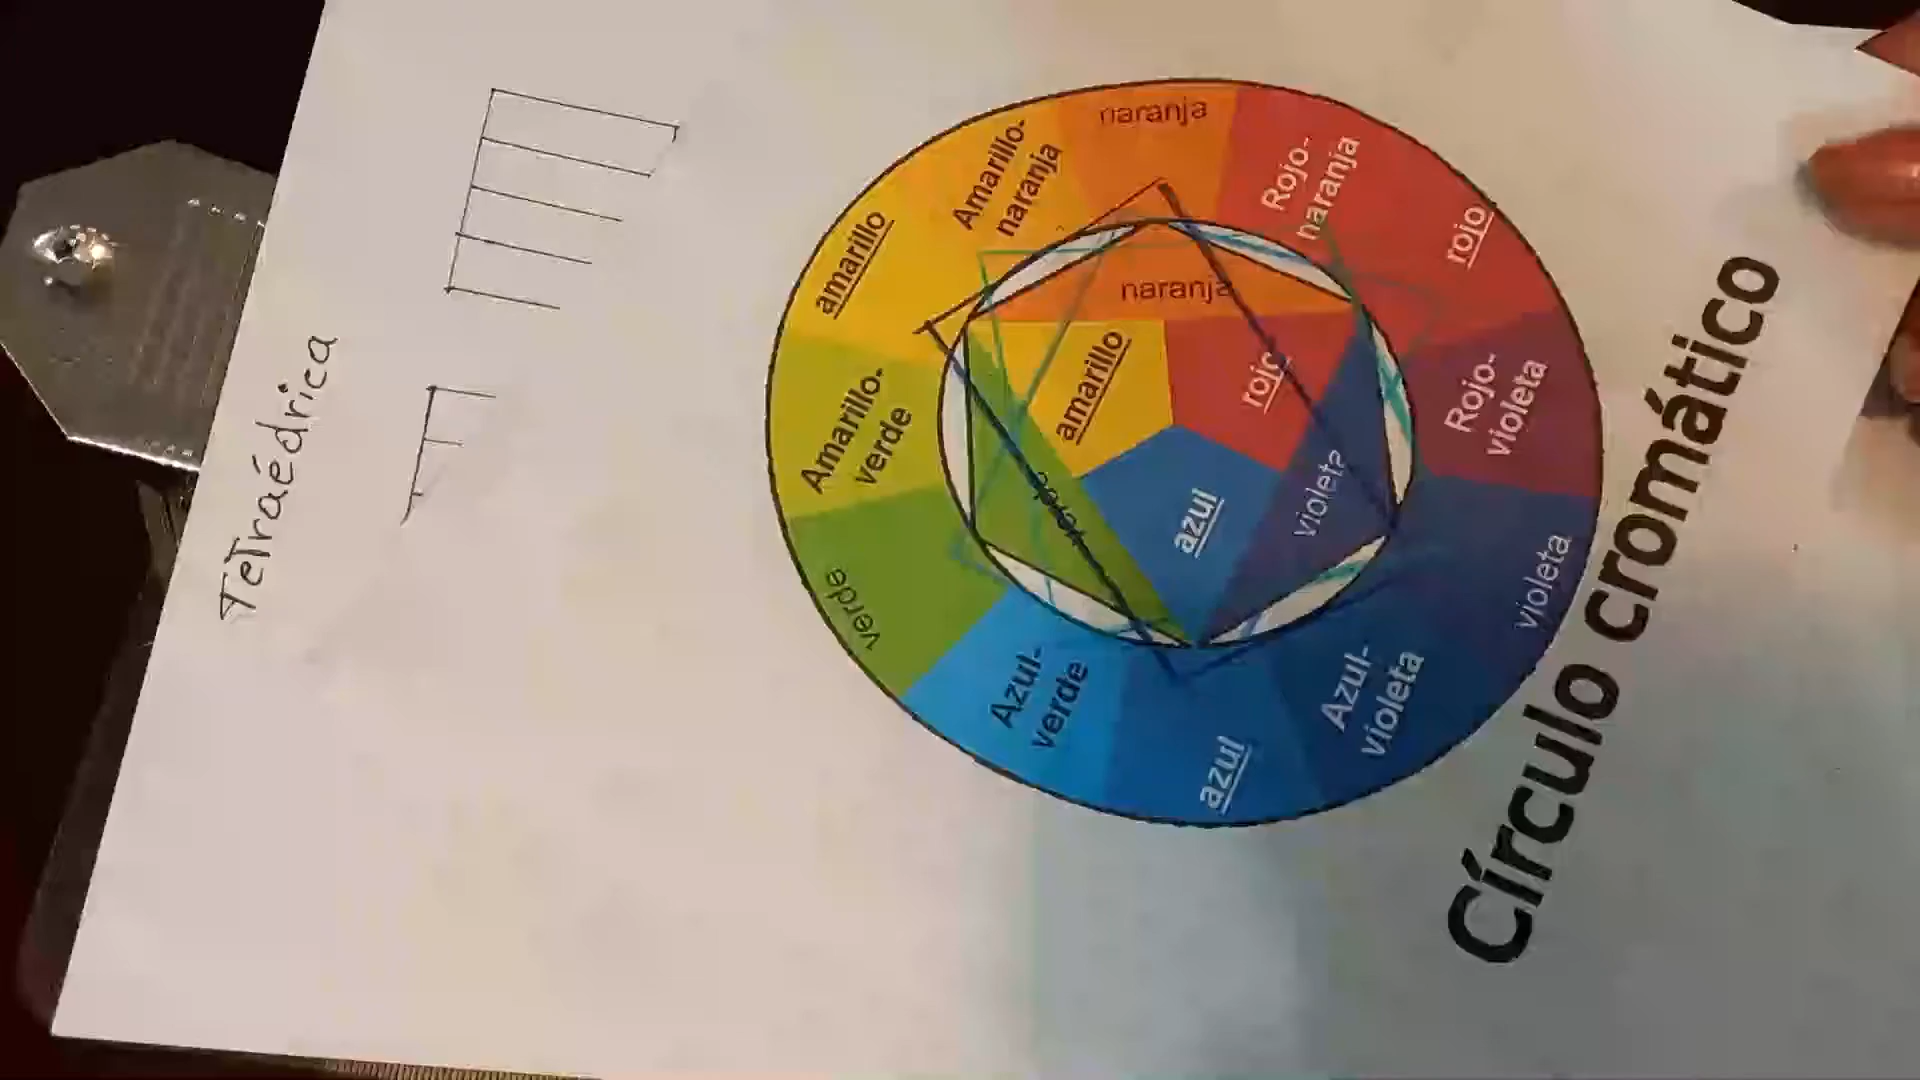 Tetraédrica
naranja
Rojo-
naranja
rojo
Rojo-
violeta
violeta
Azul-
violeta
azul
Azul-
verde
verde
Amarillo-
verde
amarillo
Amarillo-
naranja
naranja
amarillo
rojo
verde
azul
Violeta
Círculo cromático